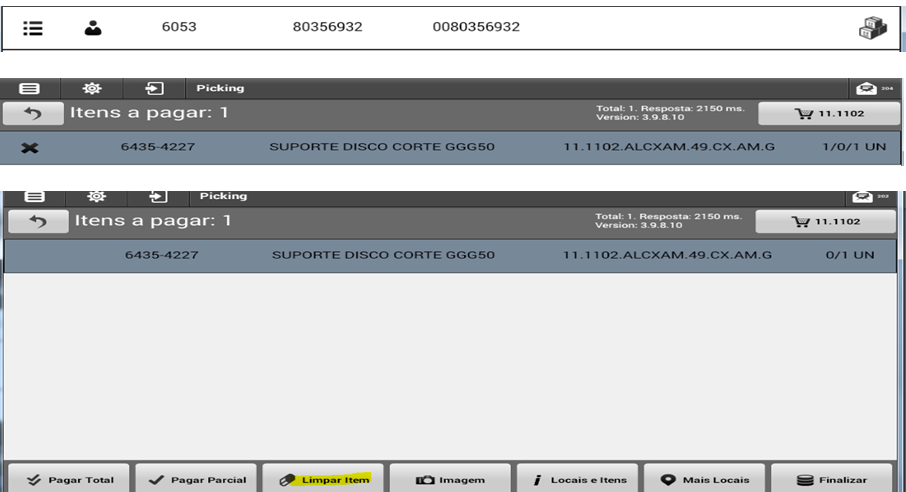 6053 80356932 0080356932
Picking 204
Itens a pagar: 1 Total: 1. Resposta: 2150 ms.
Version: 3.9.8.10 11.1102
6435-4227 SUPORTE DISCO CORTE GGG50 11.1102.ALCXAM.49.CX.AM.G 1/0/1 UN
Picking 202
Itens a pagar: 1 Total: 1. Resposta: 2150 ms.
Version: 3.9.8.10 11.1102
6435-4227 SUPORTE DISCO CORTE GGG50 11.1102.ALCXAM.49.CX.AM.G 0/1 UN
Pagar Total Pagar Parcial Limpar Item Imagem Locais e Itens Mais Locais Finalizar